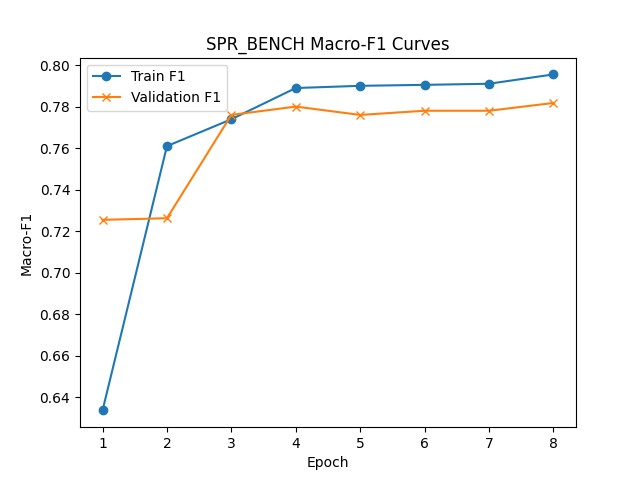 SPR_BENCH Macro-F1 Curves
Train F1
Validation F1
0.80
0.78
0.76
0.74
0.72
0.70
0.68
0.66
0.64
Macro-F1
1 2 3 4 5 6 7 8
Epoch